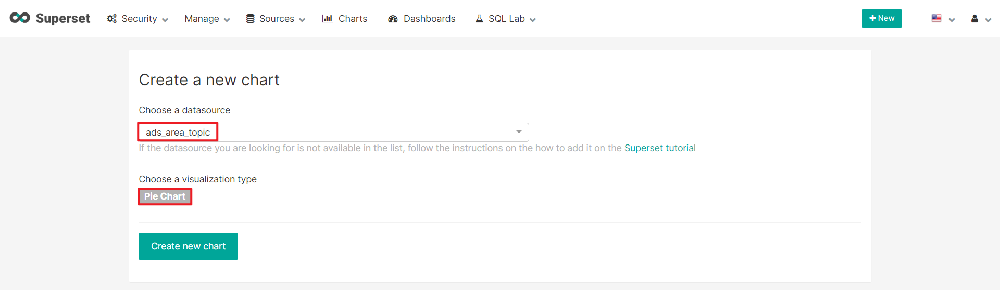 Superset Security Manage Sources Charts Dashboards SQL Lab + New
Create a new chart
Choose a datasource
ads_area_topic
If the datasource you are looking for is not available in the list, follow the instructions on the how to add it on the Superset tutorial
Choose a visualization type
Pie Chart
Create new chart